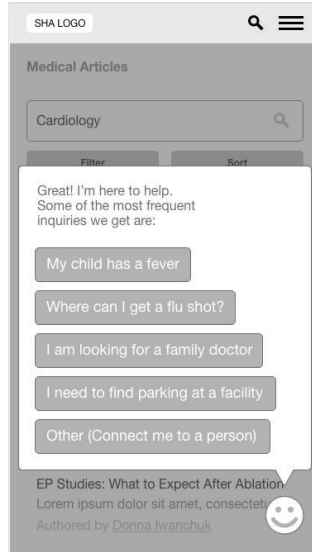 SHA LOGO
Medical Articles
Cardiology
Filter Sort
Great! I'm here to help.
Some of the most frequent
inquiries we get are:
My child has a fever
Where can I get a flu shot?
I am looking for a family doctor
I need to find parking at a facility
Other (Connect me to a person)
EP Studies: What to Expect After Ablation
Lorem ipsum dolor sit amet,
Authored by Donna Iwanchuk